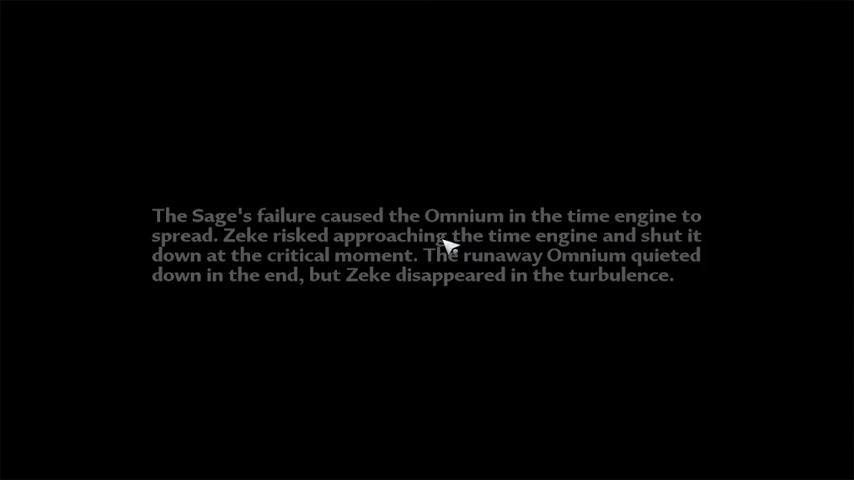 The Sage's failure caused the Omnium in the time engine to
spread. Zeke risked approaching the time engine and shut it
down at the critical moment. The runaway Omnium quieted
down in the end, but Zeke disappeared in the turbulence.